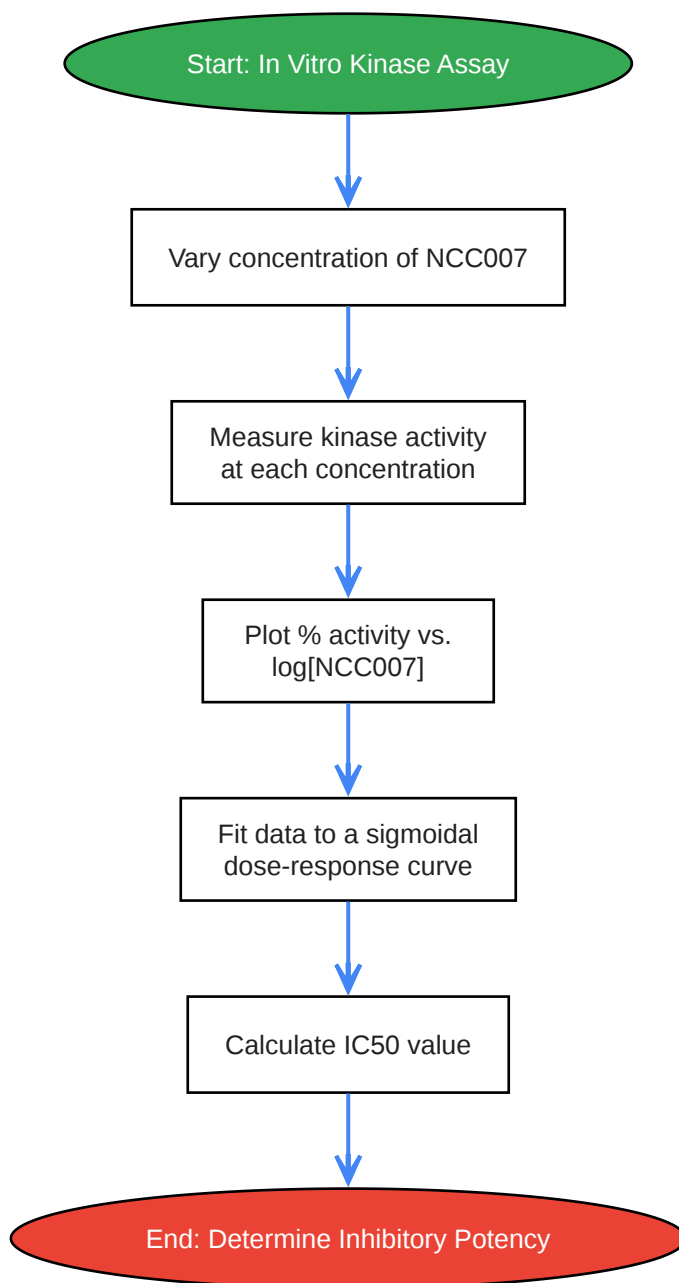 Start: In Vitro Kinase Assay
Vary concentration of NCC007
Measure kinase activity
at each concentration
Plot % activity vs.
log[NCC007]
Fit data to a sigmoidal
dose-response curve
Calculate IC50 value
End: Determine Inhibitory Potency